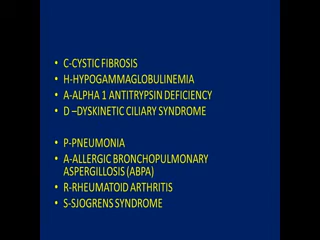 • C-CYSTIC FIBROSIS
• H-HYPOGAMMAGLOBULINEMIA
• A-ALPHA 1 ANTITRYPSIN DEFICIENCY
• D –DYSKINETIC CILIARY SYNDROME
• P-PNEUMONIA
• A-ALLERGIC BRONCHOPULMONARY
ASPERGILLOSIS (ABPA)
• R-RHEUMATOID ARTHRITIS
• S-SJOGRENS SYNDROME